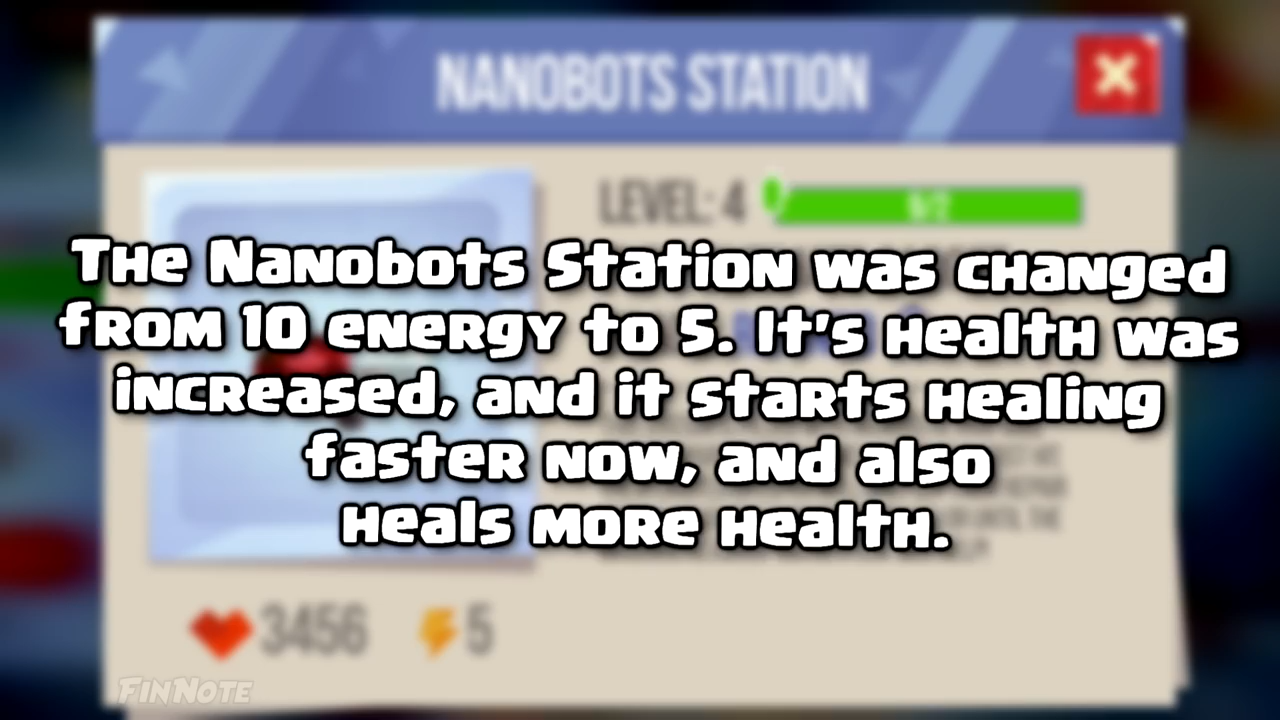 NANOBOTS STATION
LEVEL: 4
The Nanobots Station was changed
from 10 energy to 5. It's health was
increased, and it starts healing
faster now, and also
heals more health.
3456 5
FINNOTE